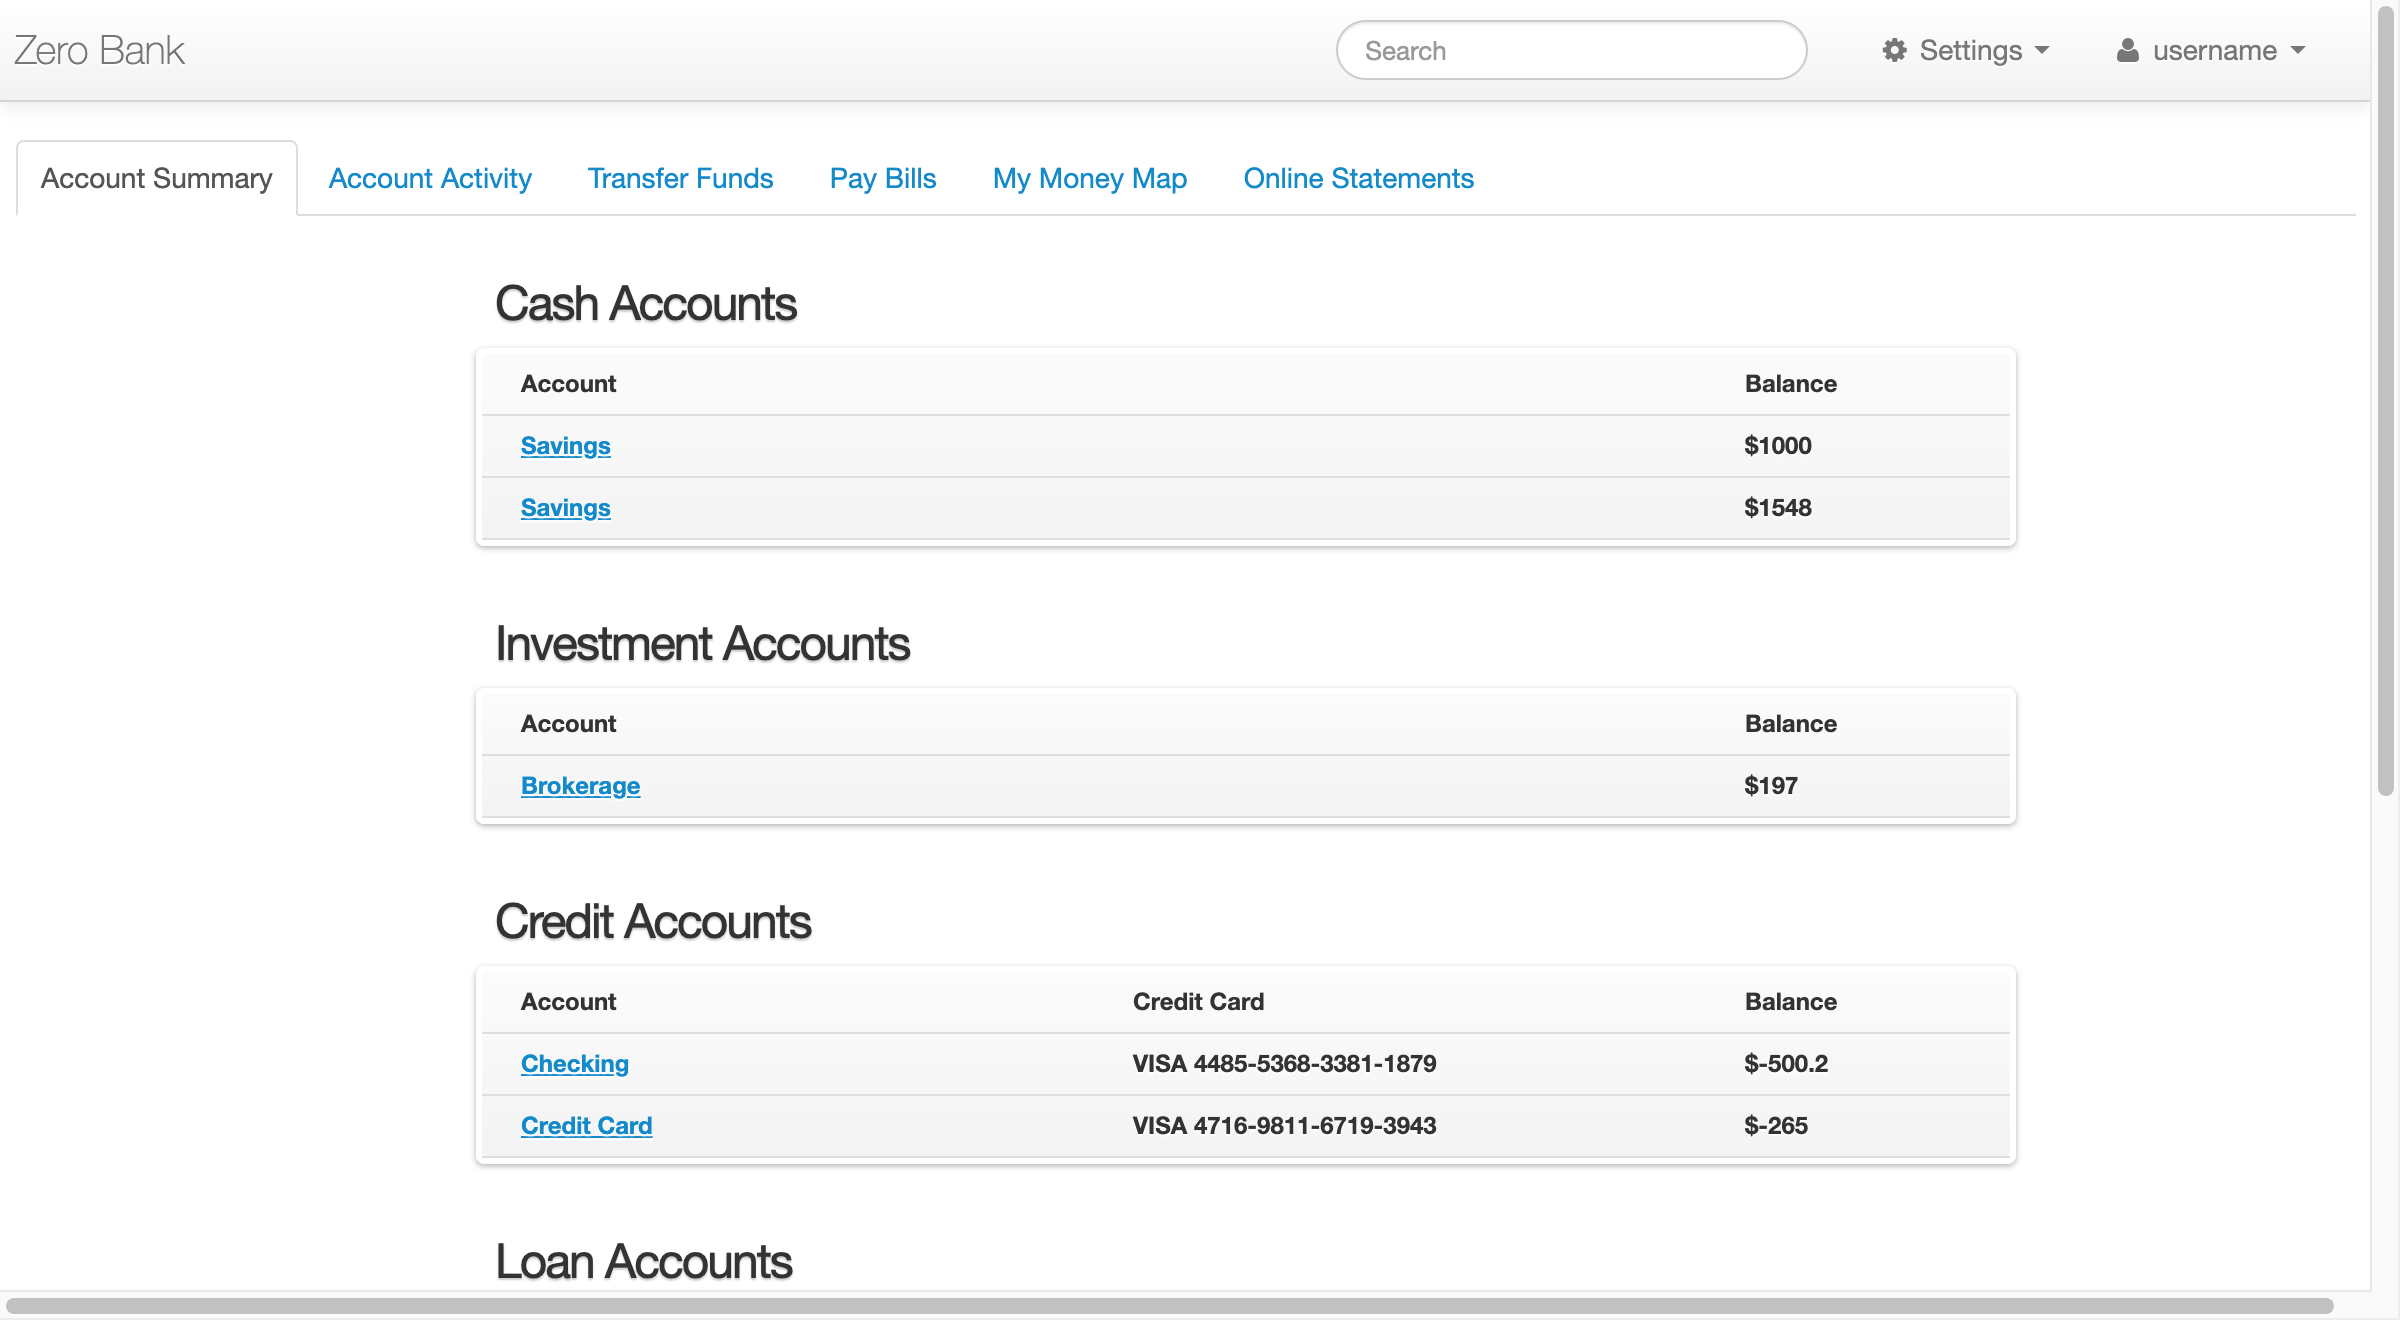 Zero Bank Search Settings username
Account Summary Account Activity Transfer Funds Pay Bills My Money Map Online Statements
Cash Accounts
Account Balance
Savings $1000
Savings $1548
Investment Accounts
Account Balance
Brokerage $197
Credit Accounts
Account Credit Card Balance
Checking VISA 4485-5368-3381-1879 $-500.2
Credit Card VISA 4716-9811-6719-3943 $-265
Loan Accounts